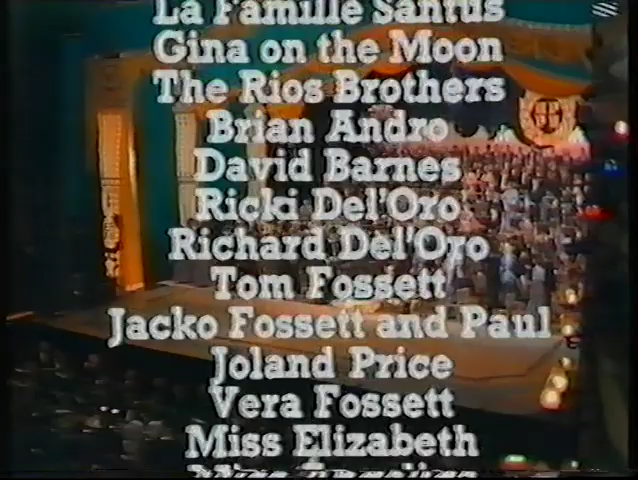 La Famille Santus
Gina on the Moon
The Rios Brothers
Brian Andro
David Barnes
Ricki Del'Oro
Richard Del'Oro
Tom Fossett
Jacko Fossett and Paul
Joland Price
Vera Fossett
Miss Elizabeth
Miss